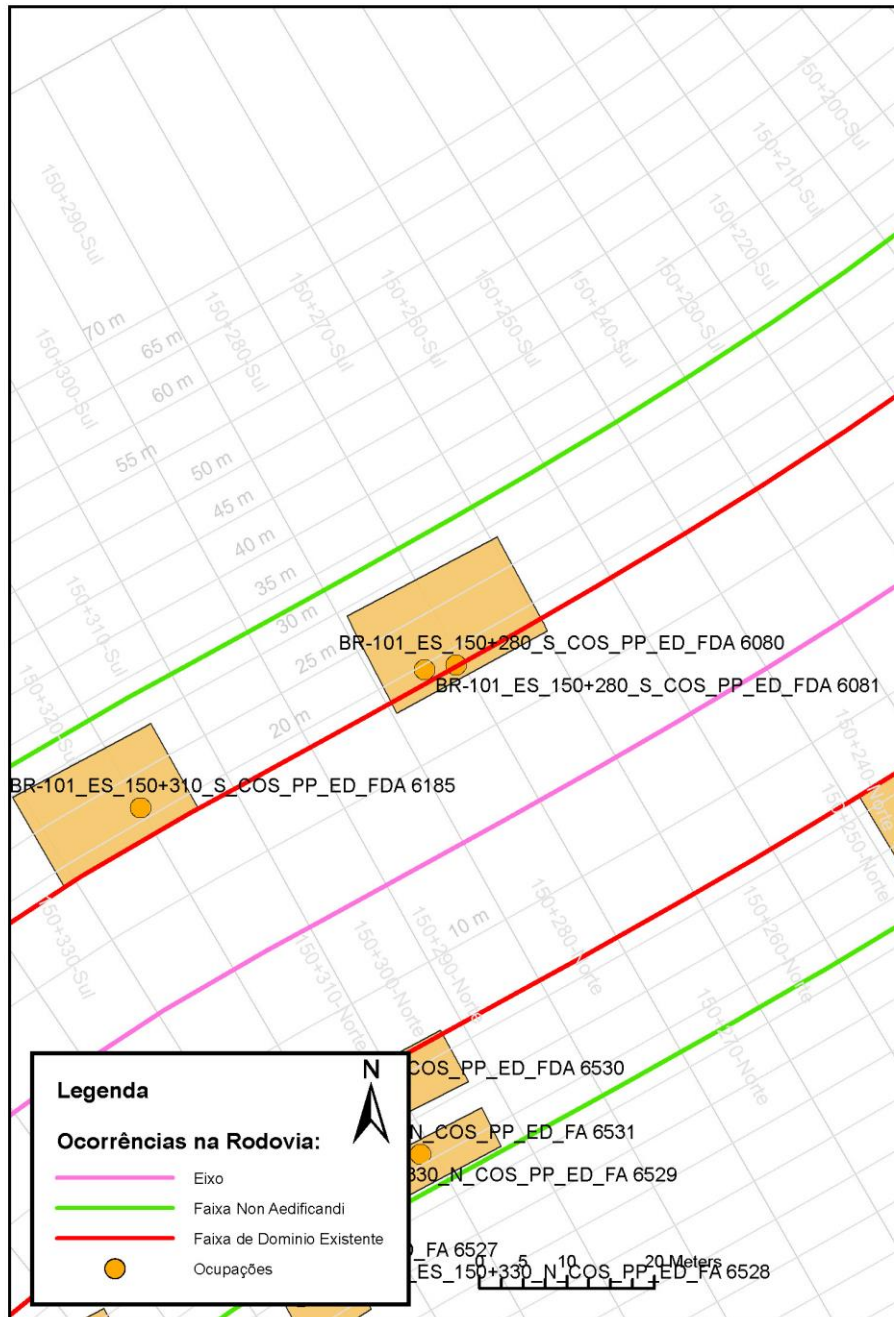 150+200-Sul
150+210-Sul
150+220-Sul
150+290-Sul
150+230-Sul
150+240-Sul
150+250-Sul
150+260-Sul
150+270-Sul
150+280-Sul
150+300-Sul
70 m
65 m
60 m
55 m
50 m
45 m
40 m
35 m
30 m
25 m
20 m
150+310-Sul
150+320-Sul
BR-101_ES_150+280_S_COS_PP_ED_FDA 6080
BR-101_ES_150+280_S_COS_PP_ED_FDA 6081
BR-101_ES_150+310_S_COS_PP_ED_FDA 6185
150+240-Norte
150+250-Norte
150+330-Sul
10 m
150+260-Norte
150+280-Norte
150+290-Norte
150+300-Norte
150+310-Norte
150+270-Norte
COS_PP_ED_FDA 6530
N_COS_PP_ED_FA 6531
330_N_COS_PP_ED_FA 6529
FA 6527
ES_150+330_N_COS_PP_ED_FA 6528
0 5 10 20 Meters
N
Legenda
Ocorrências na Rodovia:
Eixo
Faixa Non Aedificandi
Faixa de Dominio Existente
Ocupações